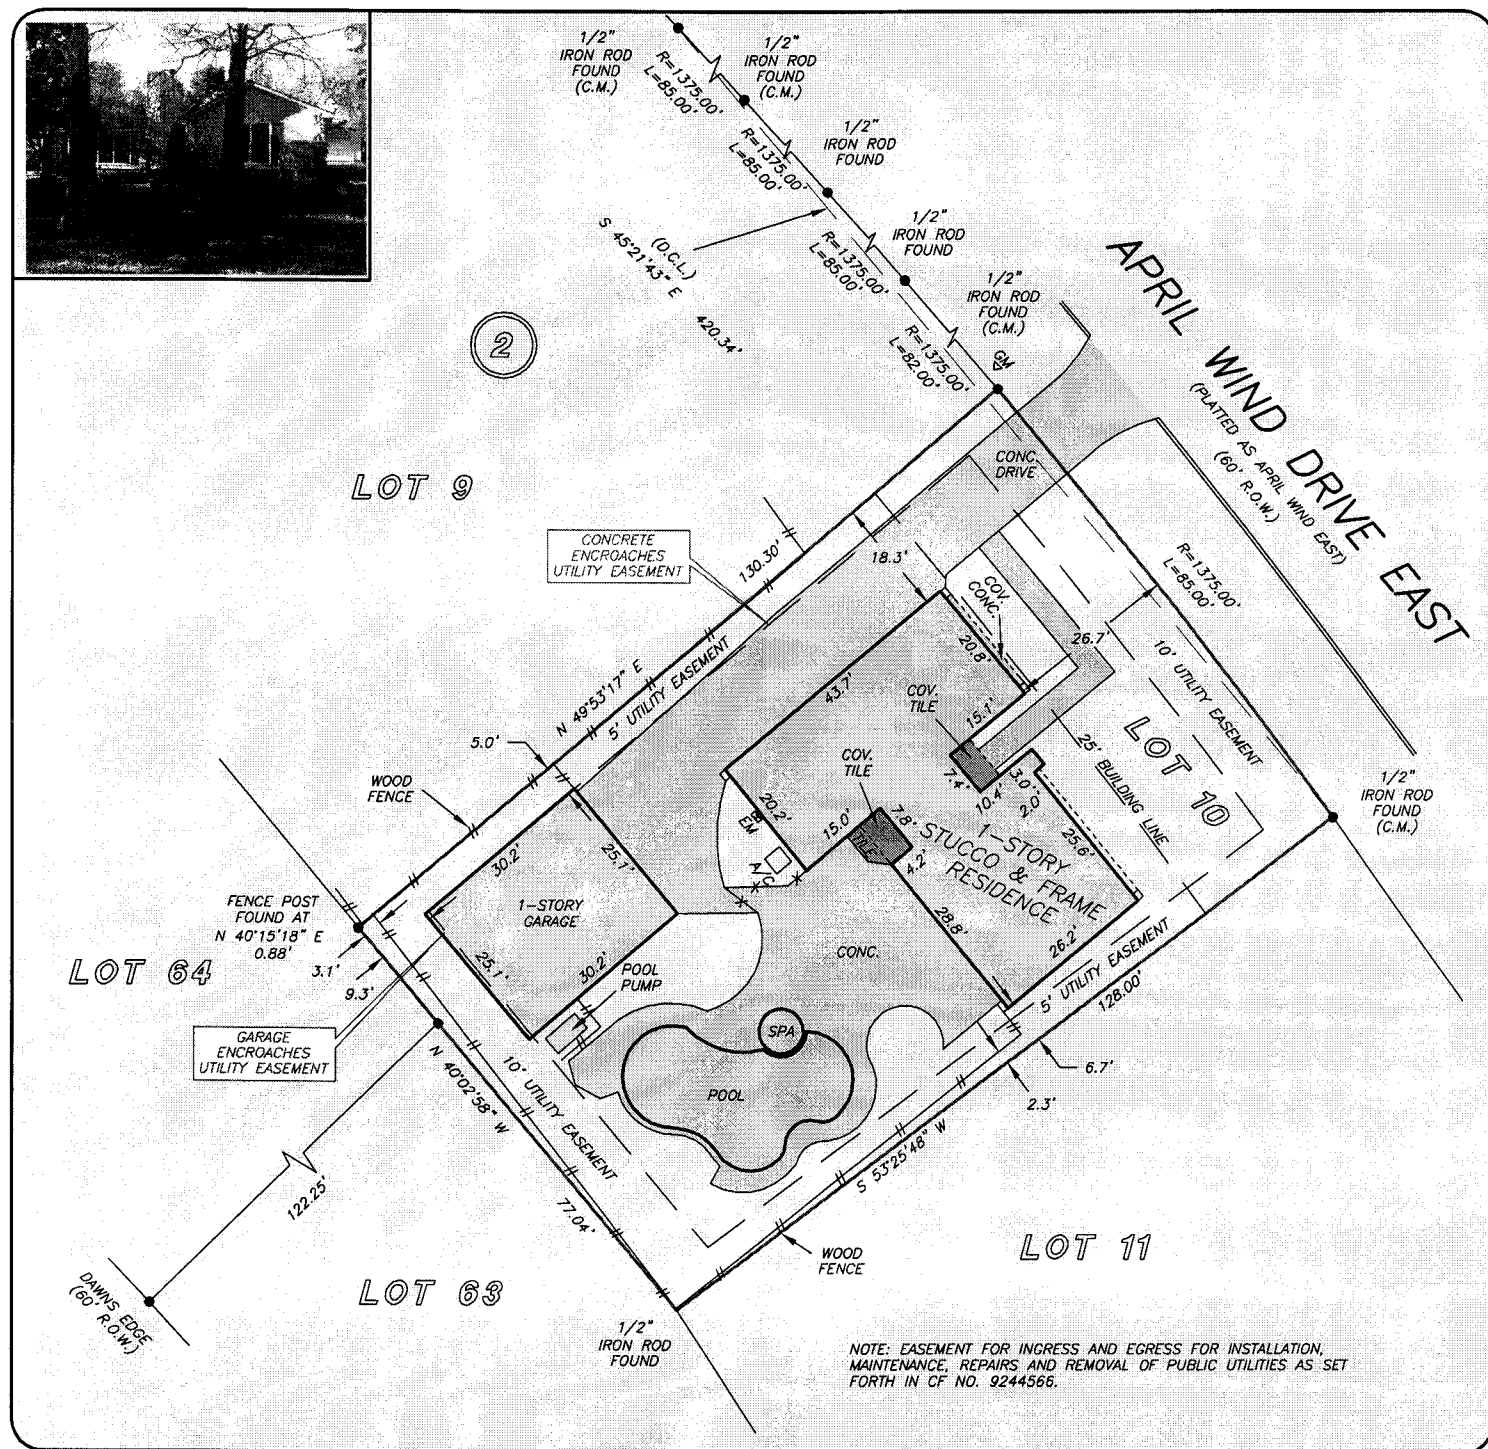 1/2"
IRON ROD
FOUND
(C.M.)
1/2"
IRON ROD
FOUND
(C.M.)
R=1375.00'
L=85.00'
1/2"
IRON ROD
FOUND
R=1375.00'
L=85.00'
1/2"
IRON ROD
FOUND
(D.C.L.)
S 45°21'43" E
420.34'
R=1375.00'
L=85.00'
1/2"
IRON ROD
FOUND
(C.M.)
GM
R=1375.00'
L=82.00'
2
APRIL WIND DRIVE EAST
(PLATTED AS APRIL WIND EAST)
(60' R.O.W.)
LOT 9
CONC.
DRIVE
CONCRETE
ENCROACHES
UTILITY EASEMENT
130.30'
18.3'
R=1375.00'
L=85.00'
COV.
CONC.
26.7'
20.8'
N 49°53'17" E
5' UTILITY EASEMENT
43.7'
COV.
TILE
15.1'
10' UTILITY EASEMENT
LOT 10
25' BUILDING LINE
5.0'
WOOD
FENCE
COV.
TILE
7.4'
10.4'
3.0'
2.0'
1/2"
IRON ROD
FOUND
(C.M.)
20.2'
EM
A/C
15.0'
7.8'
TILE
4.2'
25.6'
1-STORY
STUCCO & FRAME
RESIDENCE
30.2'
25.1'
1-STORY
GARAGE
FENCE POST
FOUND AT
N 40°15'18" E
0.88'
28.8'
26.2'
CONC.
LOT 64
3.1'
9.3'
25.1'
30.2'
POOL
PUMP
5' UTILITY EASEMENT
128.00'
GARAGE
ENCROACHES
UTILITY EASEMENT
SPA
POOL
6.7'
2.3'
N 40°02'58" W
10' UTILITY EASEMENT
S 53°25'48" W
122.25'
77.04'
WOOD
FENCE
LOT 11
DAWNS EDGE
(60' R.O.W.)
LOT 63
1/2"
IRON ROD
FOUND
NOTE: EASEMENT FOR INGRESS AND EGRESS FOR INSTALLATION,
MAINTENANCE, REPAIRS AND REMOVAL OF PUBLIC UTILITIES AS SET
FORTH IN CF NO. 9244566.